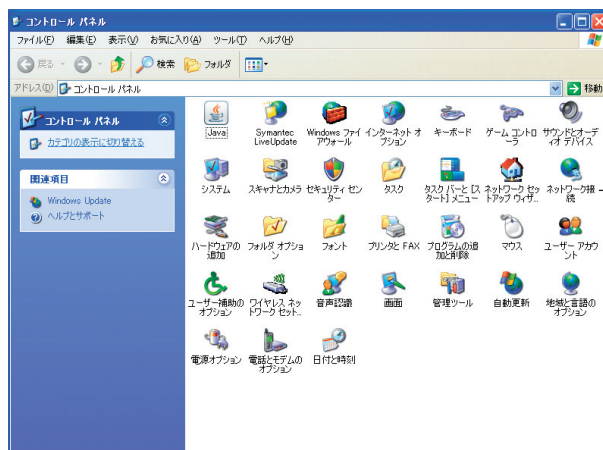 コントロール パネル
ファイル(F) 編集(E) 表示(V) お気に入り(A) ツール(T) ヘルプ(H)
戻る 検索 フォルダ
アドレス(D) コントロール パネル 移動
コントロール パネル
カテゴリの表示に切り替える
関連項目
Windows Update
ヘルプとサポート
Java
Symantec
LiveUpdate
Windows ファイ
アウォール
インターネット オ
プション
キーボード
ゲーム コントロ
ーラ
サウンドとオーデ
ィオ デバイス
システム
スキャナとカメラ
セキュリティ セン
ター
タスク
タスク バーと [ス
タート] メニュー
ネットワーク セッ
トアップ ウィザ...
ネットワーク接
続
ハードウェアの
追加
フォルダ オプショ
ン
フォント
プリンタと FAX
プログラムの追
加と削除
マウス
ユーザー アカウ
ント
ユーザー補助の
オプション
ワイヤレス ネッ
トワーク セット...
音声認識
画面
管理ツール
自動更新
地域と言語の
オプション
電源オプション
電話とモデムの
オプション
日付と時刻